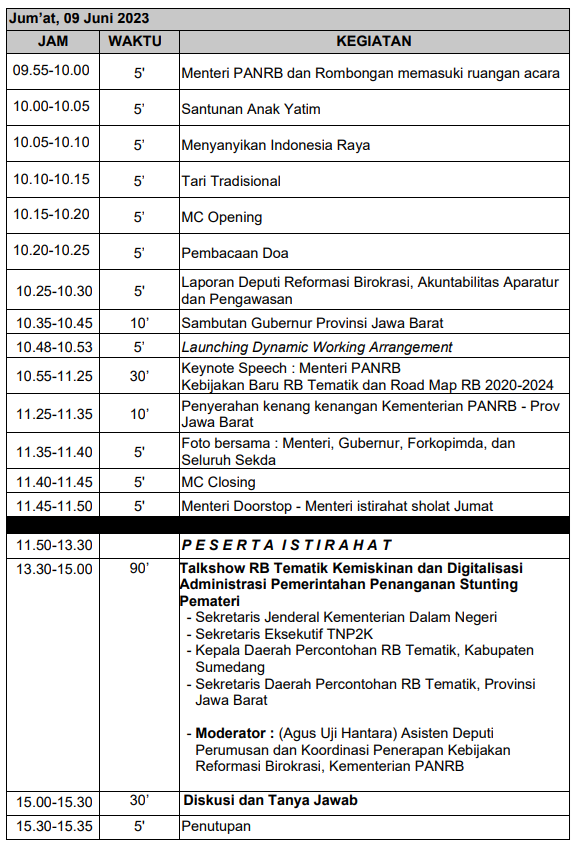 Jum’at, 09 Juni 2023
JAM WAKTU KEGIATAN
09.55-10.00 5' Menteri PANRB dan Rombongan memasuki ruangan acara
10.00-10.05 5’ Santunan Anak Yatim
10.05-10.10 5’ Menyanyikan Indonesia Raya
10.10-10.15 5’ Tari Tradisional
10.15-10.20 5’ MC Opening
10.20-10.25 5’ Pembacaan Doa
10.25-10.30 5' Laporan Deputi Reformasi Birokrasi, Akuntabilitas Aparatur
dan Pengawasan
10.35-10.45 10’ Sambutan Gubernur Provinsi Jawa Barat
10.48-10.53 5’ Launching Dynamic Working Arrangement
10.55-11.25 30’ Keynote Speech : Menteri PANRB
Kebijakan Baru RB Tematik dan Road Map RB 2020-2024
11.25-11.35 10’ Penyerahan kenang kenangan Kementerian PANRB - Prov
Jawa Barat
11.35-11.40 5' Foto bersama : Menteri, Gubernur, Forkopimda, dan
Seluruh Sekda
11.40-11.45 5' MC Closing
11.45-11.50 5' Menteri Doorstop - Menteri istirahat sholat Jumat
11.50-13.30 P E S E R T A I S T I R A H A T
13.30-15.00 90’ Talkshow RB Tematik Kemiskinan dan Digitalisasi
Administrasi Pemerintahan Penanganan Stunting
Pemateri
- Sekretaris Jenderal Kementerian Dalam Negeri
- Sekretaris Eksekutif TNP2K
- Kepala Daerah Percontohan RB Tematik, Kabupaten
Sumedang
- Sekretaris Daerah Percontohan RB Tematik, Provinsi
Jawa Barat
- Moderator : (Agus Uji Hantara) Asisten Deputi
Perumusan dan Koordinasi Penerapan Kebijakan
Reformasi Birokrasi, Kementerian PANRB
15.00-15.30 30’ Diskusi dan Tanya Jawab
15.30-15.35 5' Penutupan